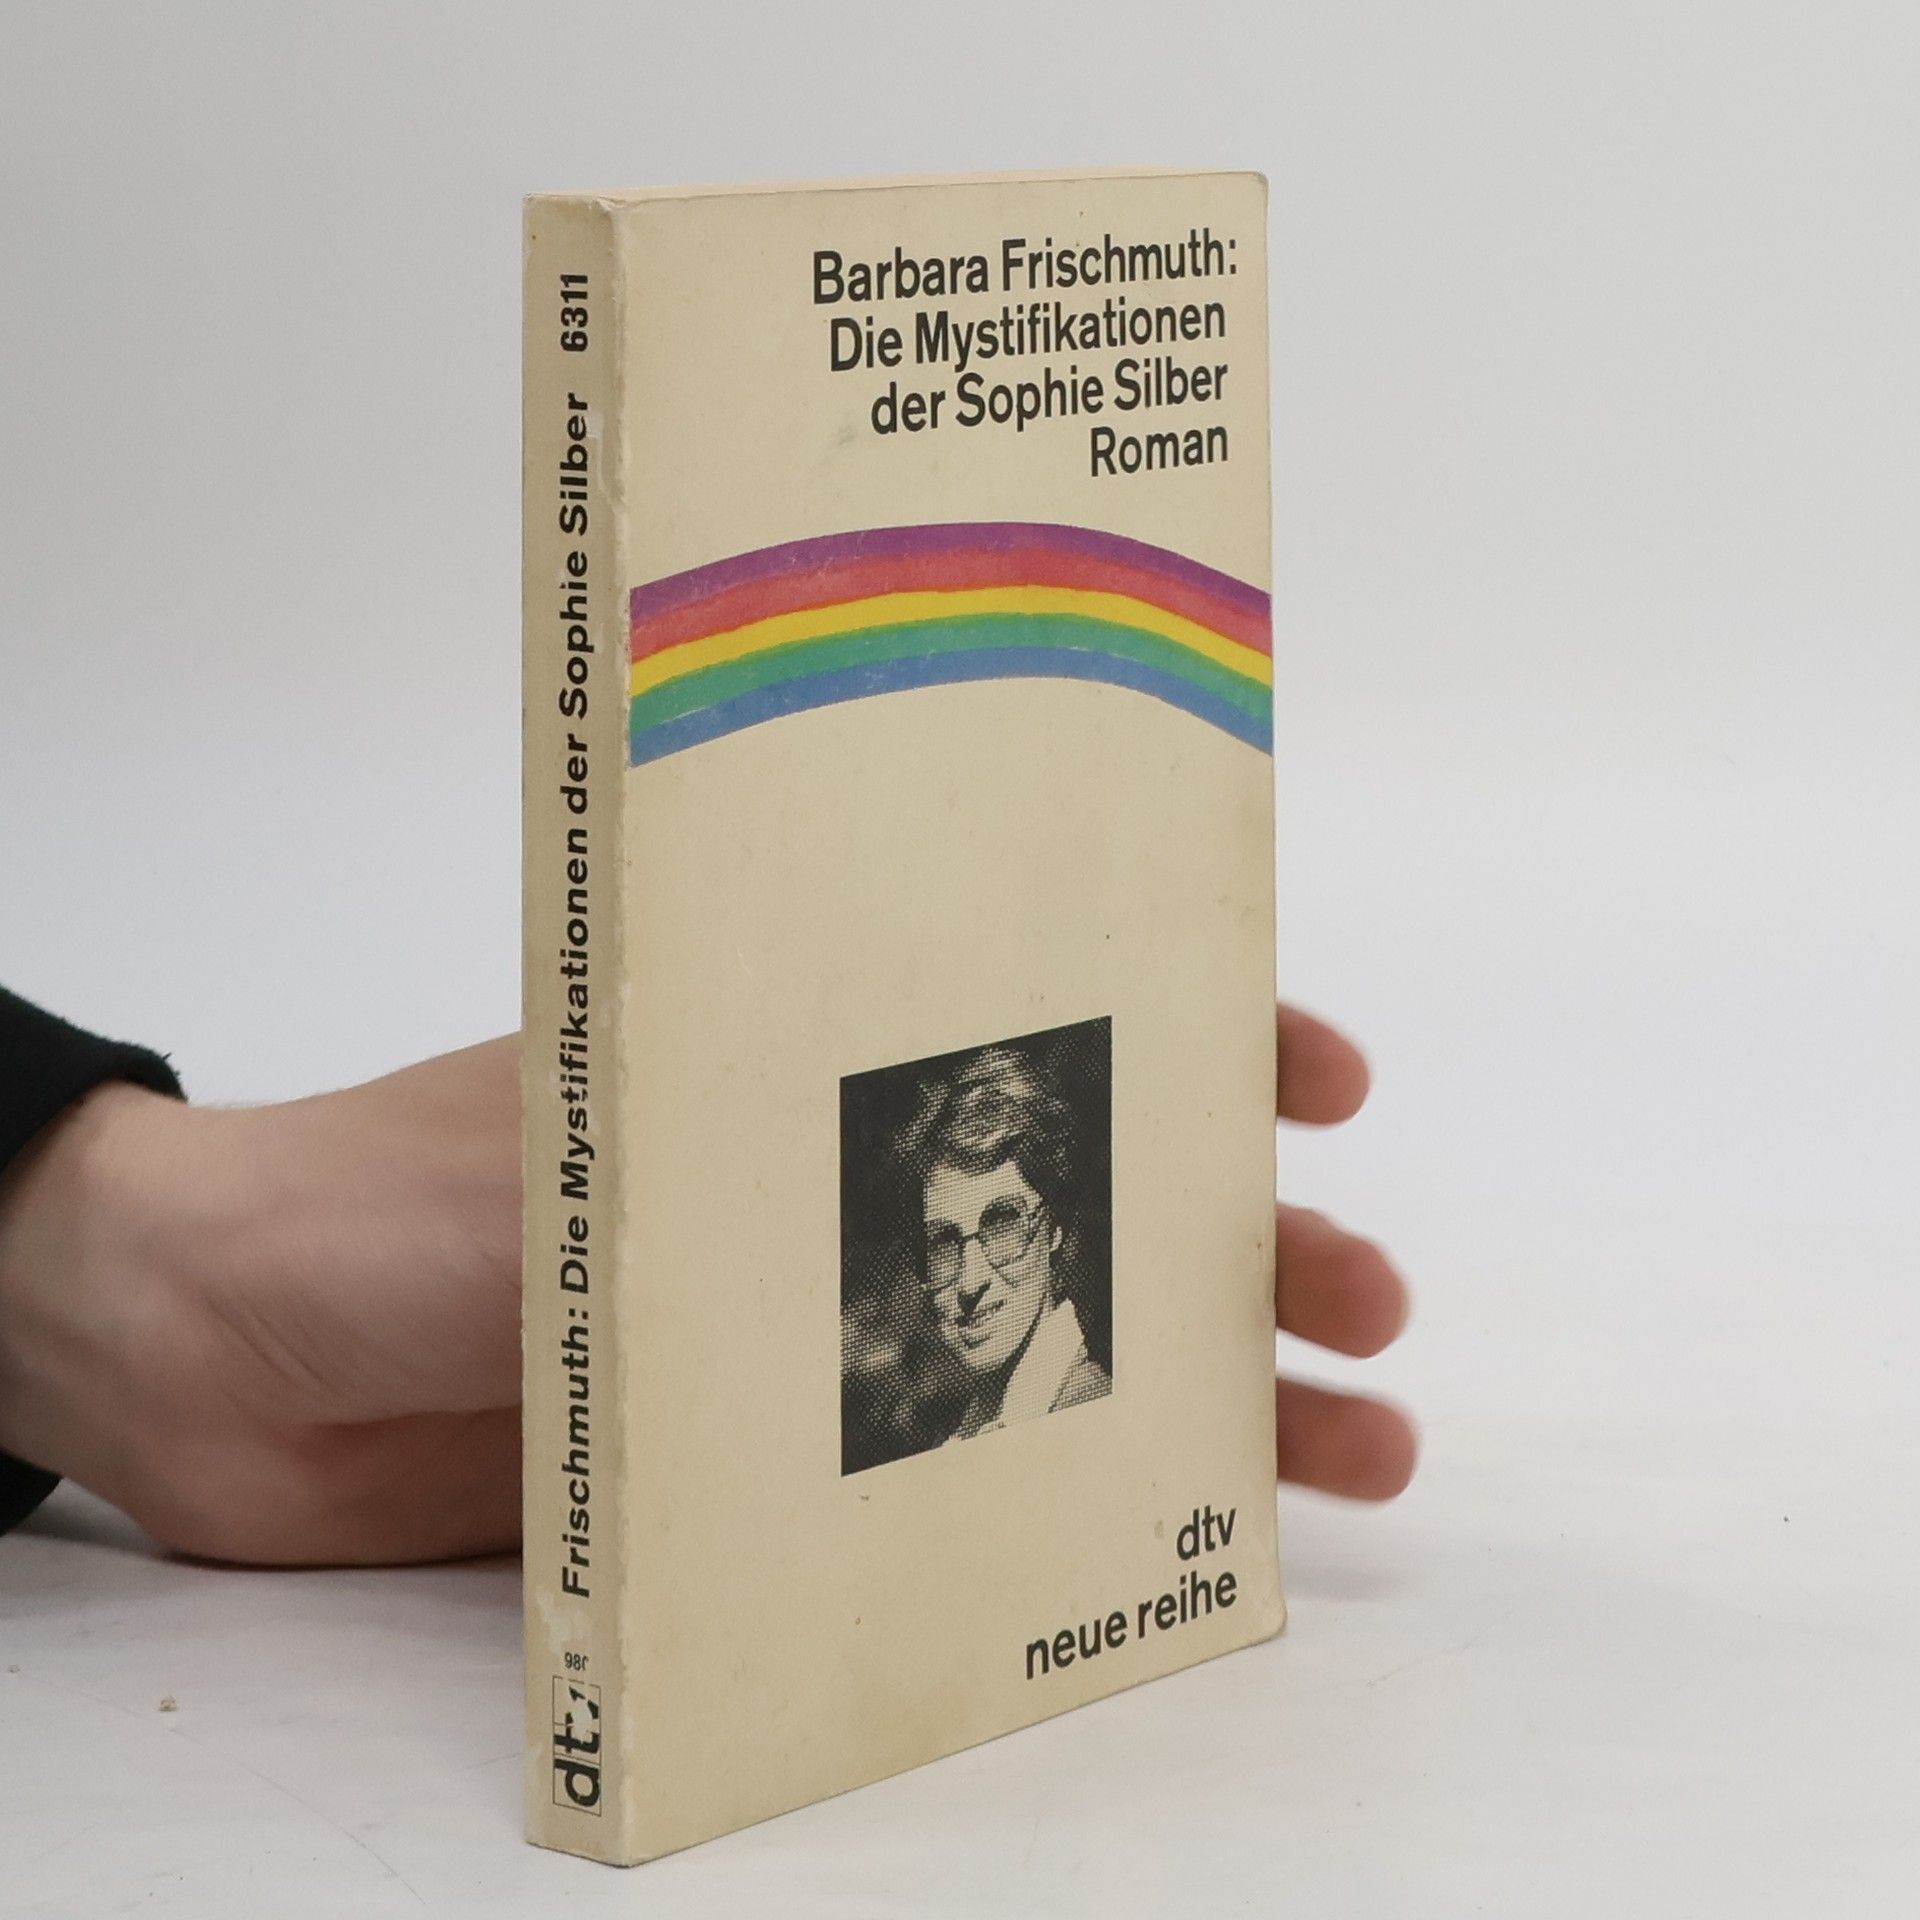 Barbara Frischmuth:
Die Mystifikationen
der Sophie Silber
Roman
dtv
neue reihe
Frischmuth: Die Mystifikationen der Sophie Silber 6311
980
dtv